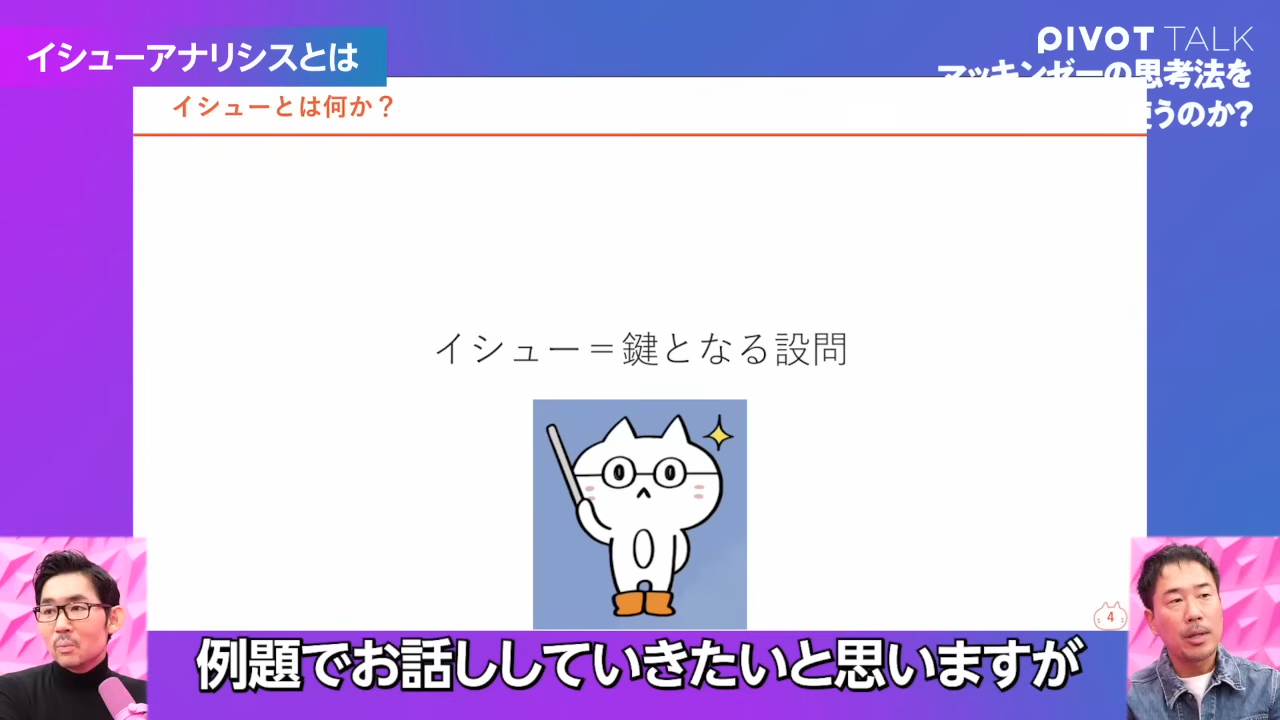 イシューアナリシスとは
PIVOT TALK
マッキンゼーの思考法を
使うのか?
イシューとは何か？
イシュー＝鍵となる設問
4
例題でお話ししていきたいと思いますが